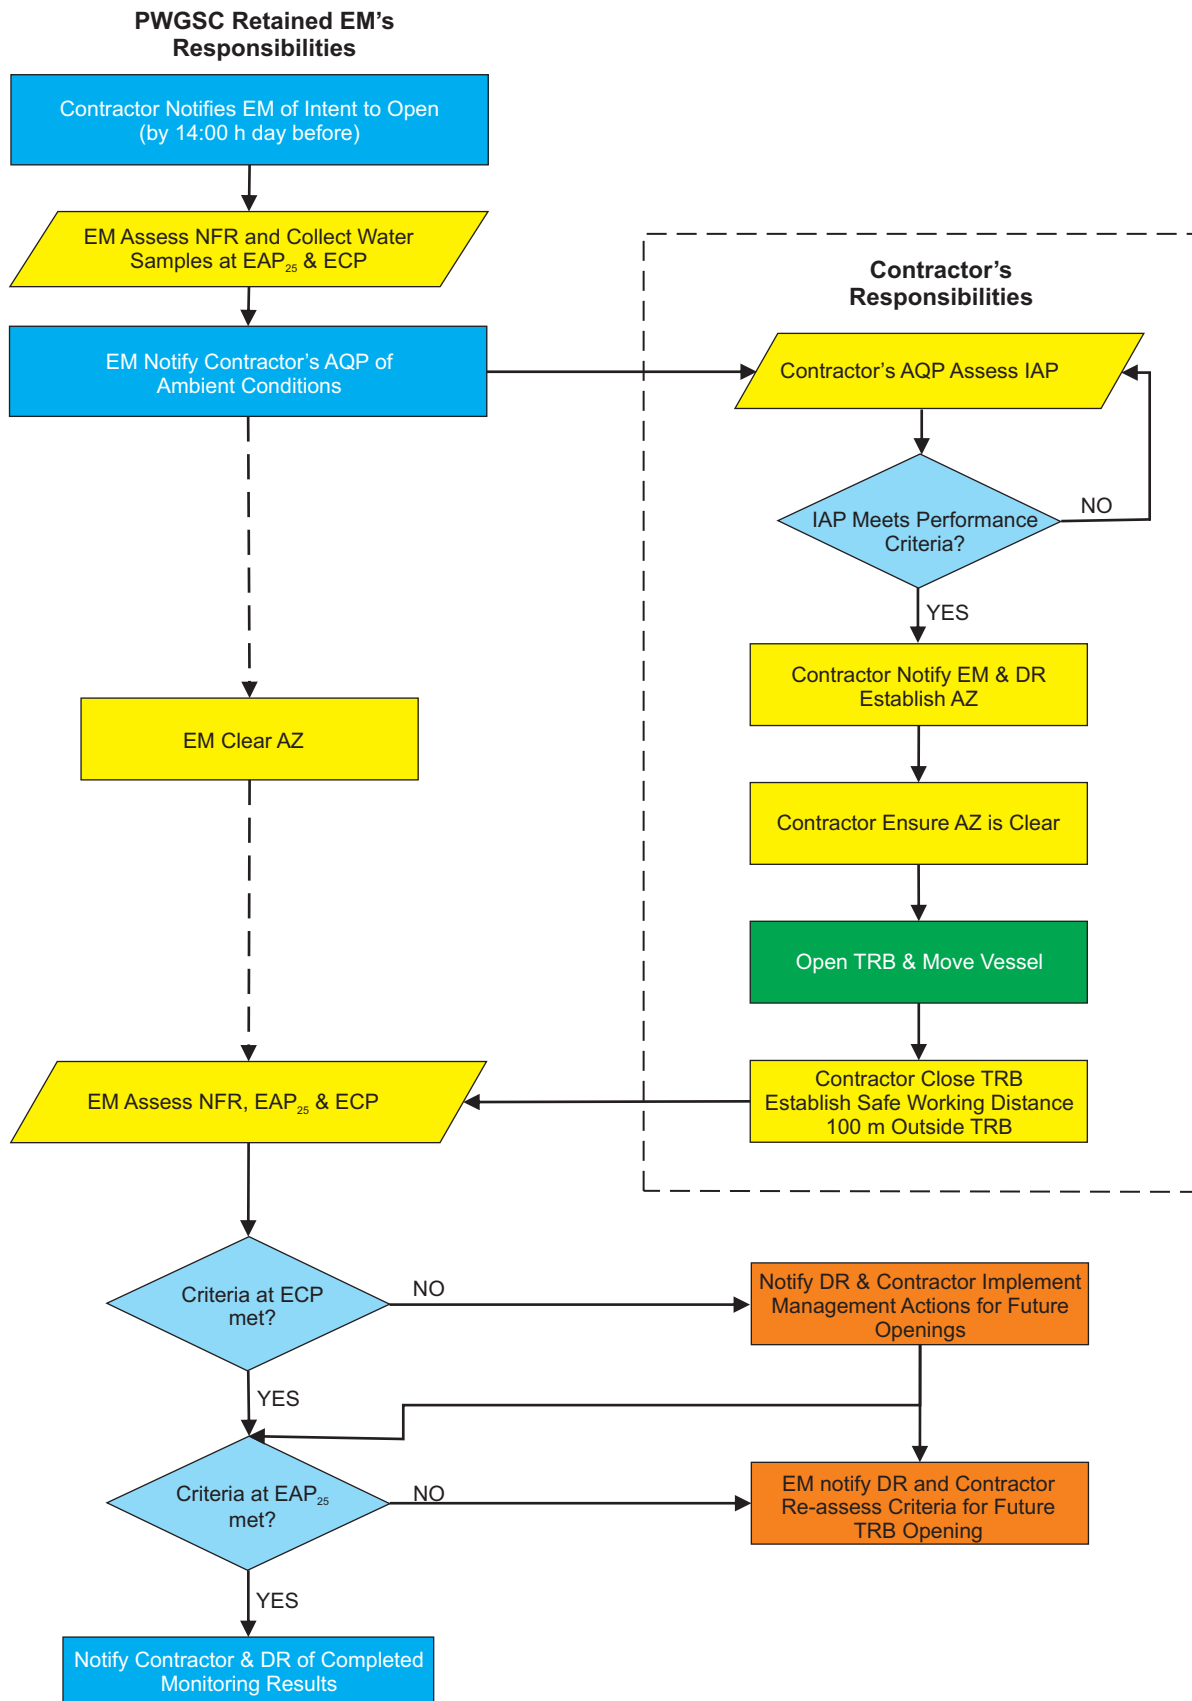 PWGSC Retained EM’s
Responsibilities
Contractor Notifies EM of Intent to Open
(by 14:00 h day before)
EM Assess NFR and Collect Water
Samples at EAP25 & ECP
EM Notify Contractor’s AQP of
Ambient Conditions
EM Clear AZ
EM Assess NFR, EAP25 & ECP
Contractor’s
Responsibilities
Contractor’s AQP Assess IAP
IAP Meets Performance
Criteria?
NO
YES
Contractor Notify EM & DR
Establish AZ
Contractor Ensure AZ is Clear
Open TRB & Move Vessel
Contractor Close TRB
Establish Safe Working Distance
100 m Outside TRB
Criteria at ECP
met?
NO
YES
Notify DR & Contractor Implement
Management Actions for Future
Openings
Criteria at EAP25
met?
NO
YES
EM notify DR and Contractor
Re-assess Criteria for Future
TRB Opening
Notify Contractor & DR of Completed
Monitoring Results